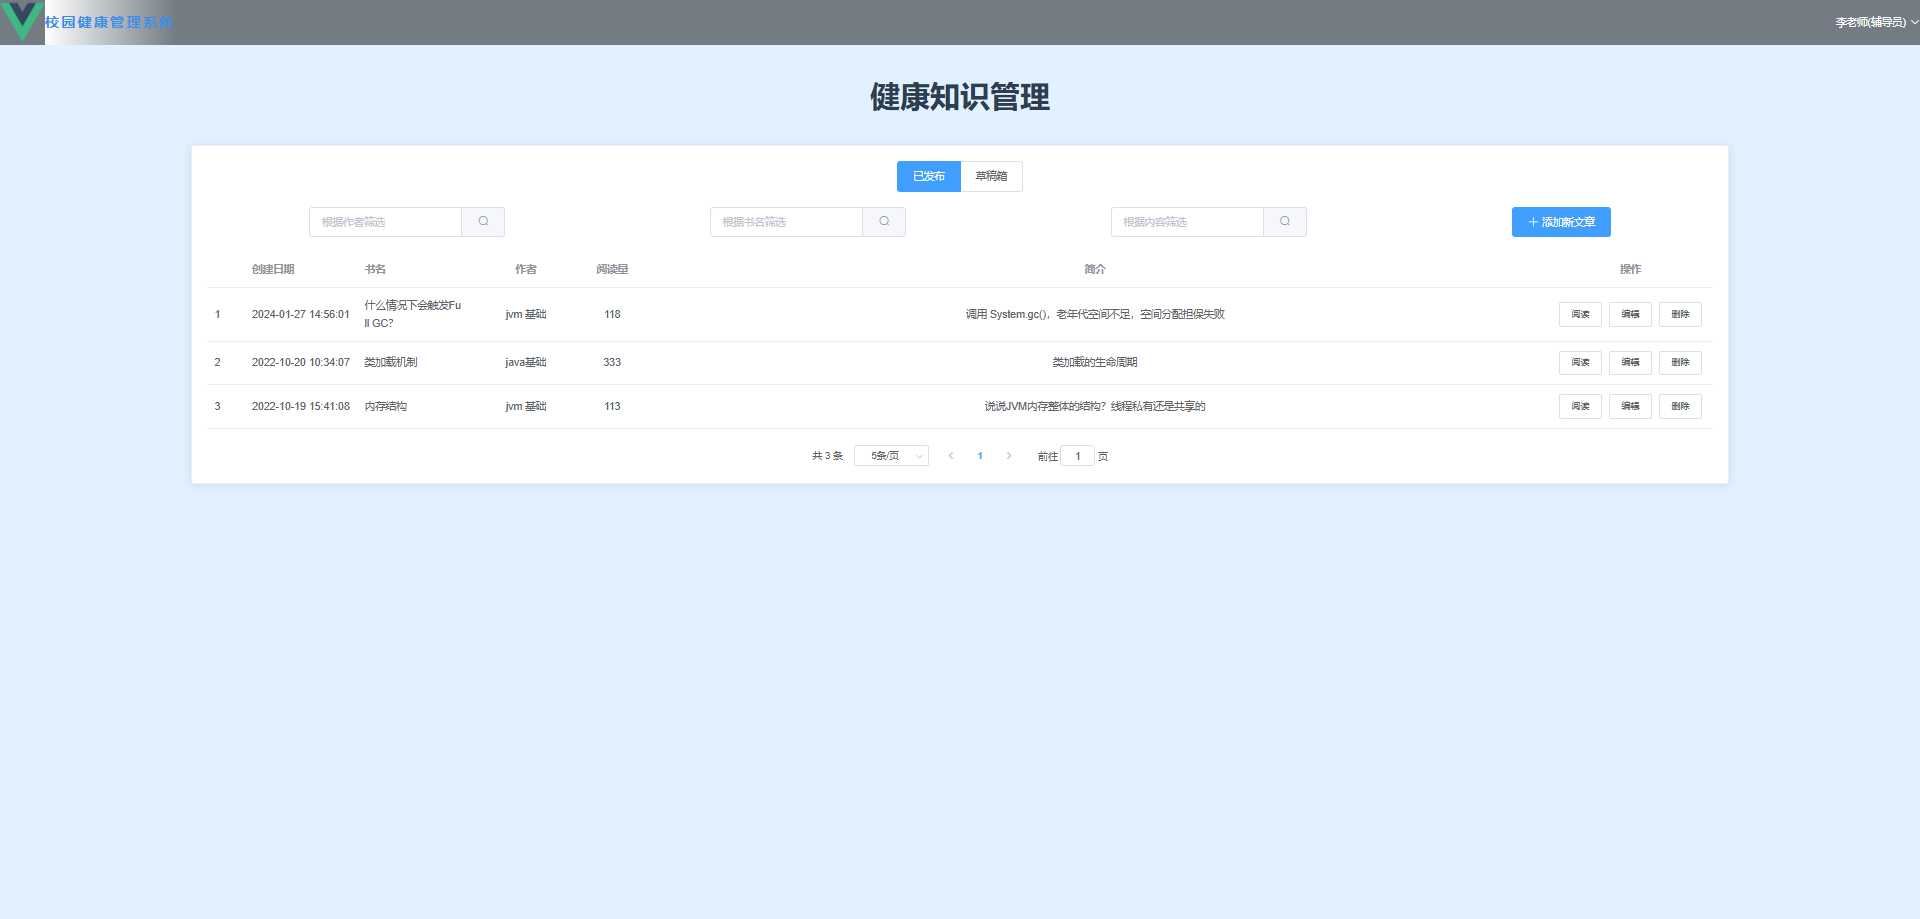 校园健康管理系统
李老师(辅导员)
健康知识管理
已发布 草稿箱
根据作者筛选 根据书名筛选 根据内容筛选 添加新文章
创建日期 书名 作者 阅读量 简介 操作
1 2024-01-27 14:56:01 什么情况下会触发Fu
ll GC? jvm 基础 118 调用 System.gc()，老年代空间不足，空间分配担保失败 阅读 编辑 删除
2 2022-10-20 10:34:07 类加载机制 java基础 333 类加载的生命周期 阅读 编辑 删除
3 2022-10-19 15:41:08 内存结构 jvm 基础 113 说说JVM内存整体的结构？线程私有还是共享的 阅读 编辑 删除
共 3 条 5条/页 1 前往 1 页